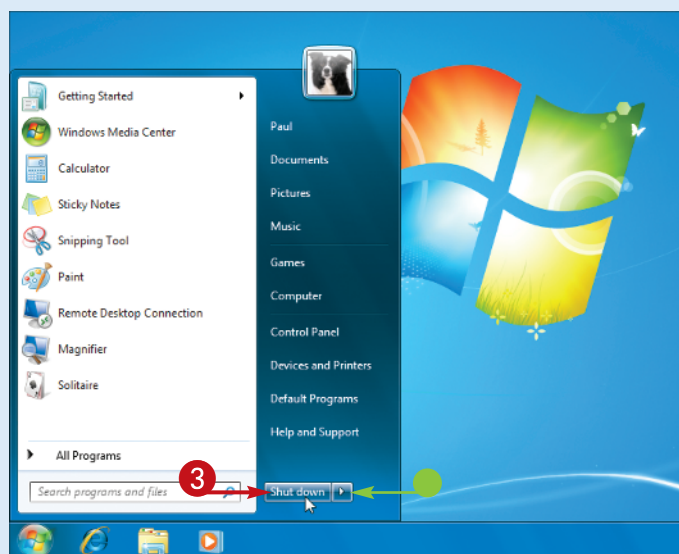 Getting Started
Windows Media Center
Calculator
Sticky Notes
Snipping Tool
Paint
Remote Desktop Connection
Magnifier
Solitaire
All Programs
Search programs and files
Paul
Documents
Pictures
Music
Games
Computer
Control Panel
Devices and Printers
Default Programs
Help and Support
3
Shut down